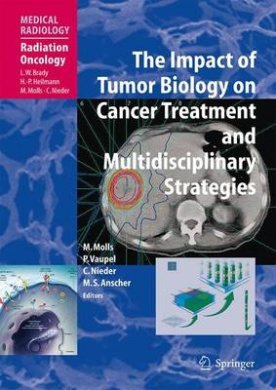 MEDICAL
RADIOLOGY
Radiation
Oncology
L.W. Brady
H.-P. Heilmann
M. Molls · C. Nieder
The Impact of
Tumor Biology on
Cancer Treatment
and
Multidisciplinary
Strategies
M. Molls
P. Vaupel
C. Nieder
M. S. Anscher
Editors
Springer